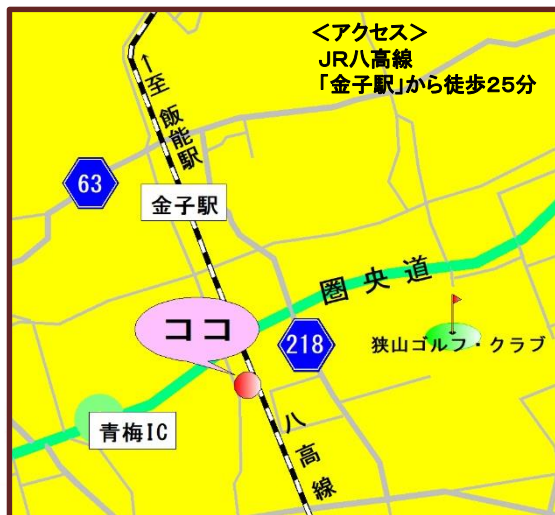 ＜アクセス＞
JR八高線
「金子駅」から徒歩25分
←至 飯能駅
63
金子駅
圏央道
ココ
218
狭山ゴルフ・クラブ
青梅IC
八高線